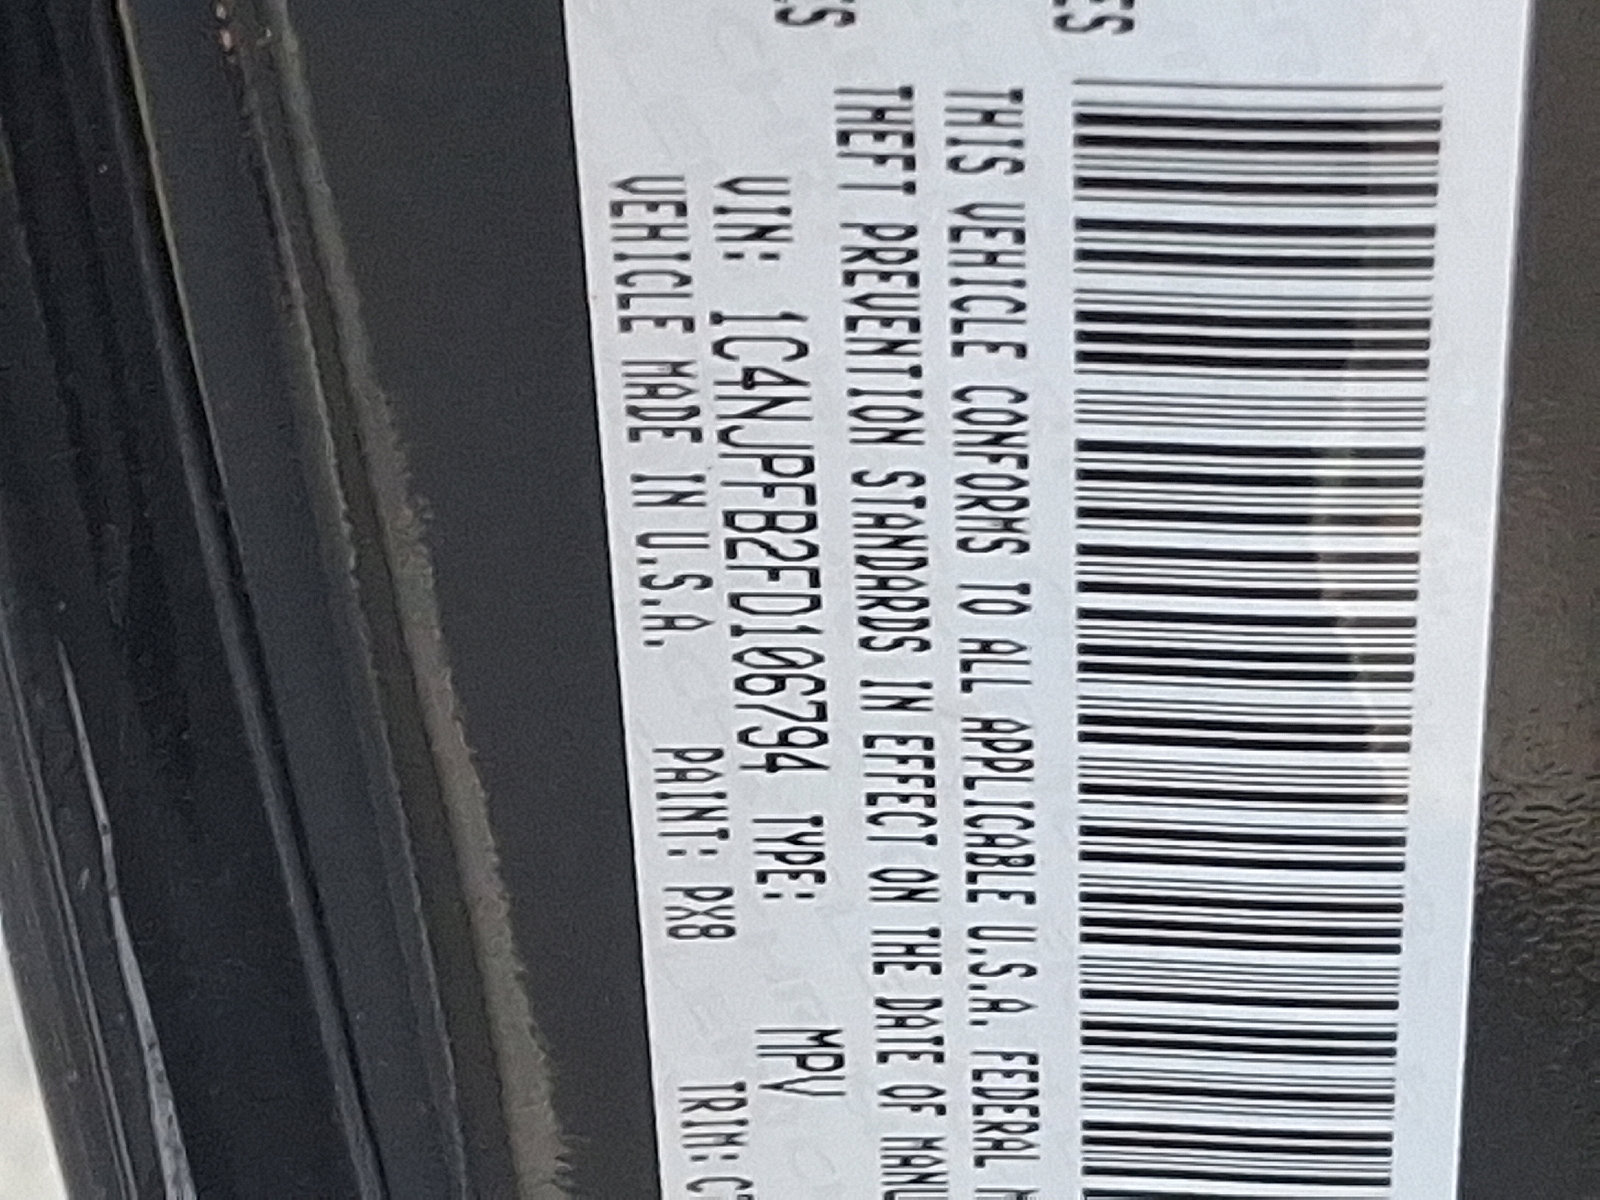 THIS VEHICLE CONFORMS TO ALL APPLICABLE U.S.A. FEDERAL
THEFT PREVENTION STANDARDS IN EFFECT ON THE DATE OF
VIN: 1C4NJPFB2FD106794 TYPE: MPV
VEHICLE MADE IN U.S.A. PAINT: PX8 TRIM: